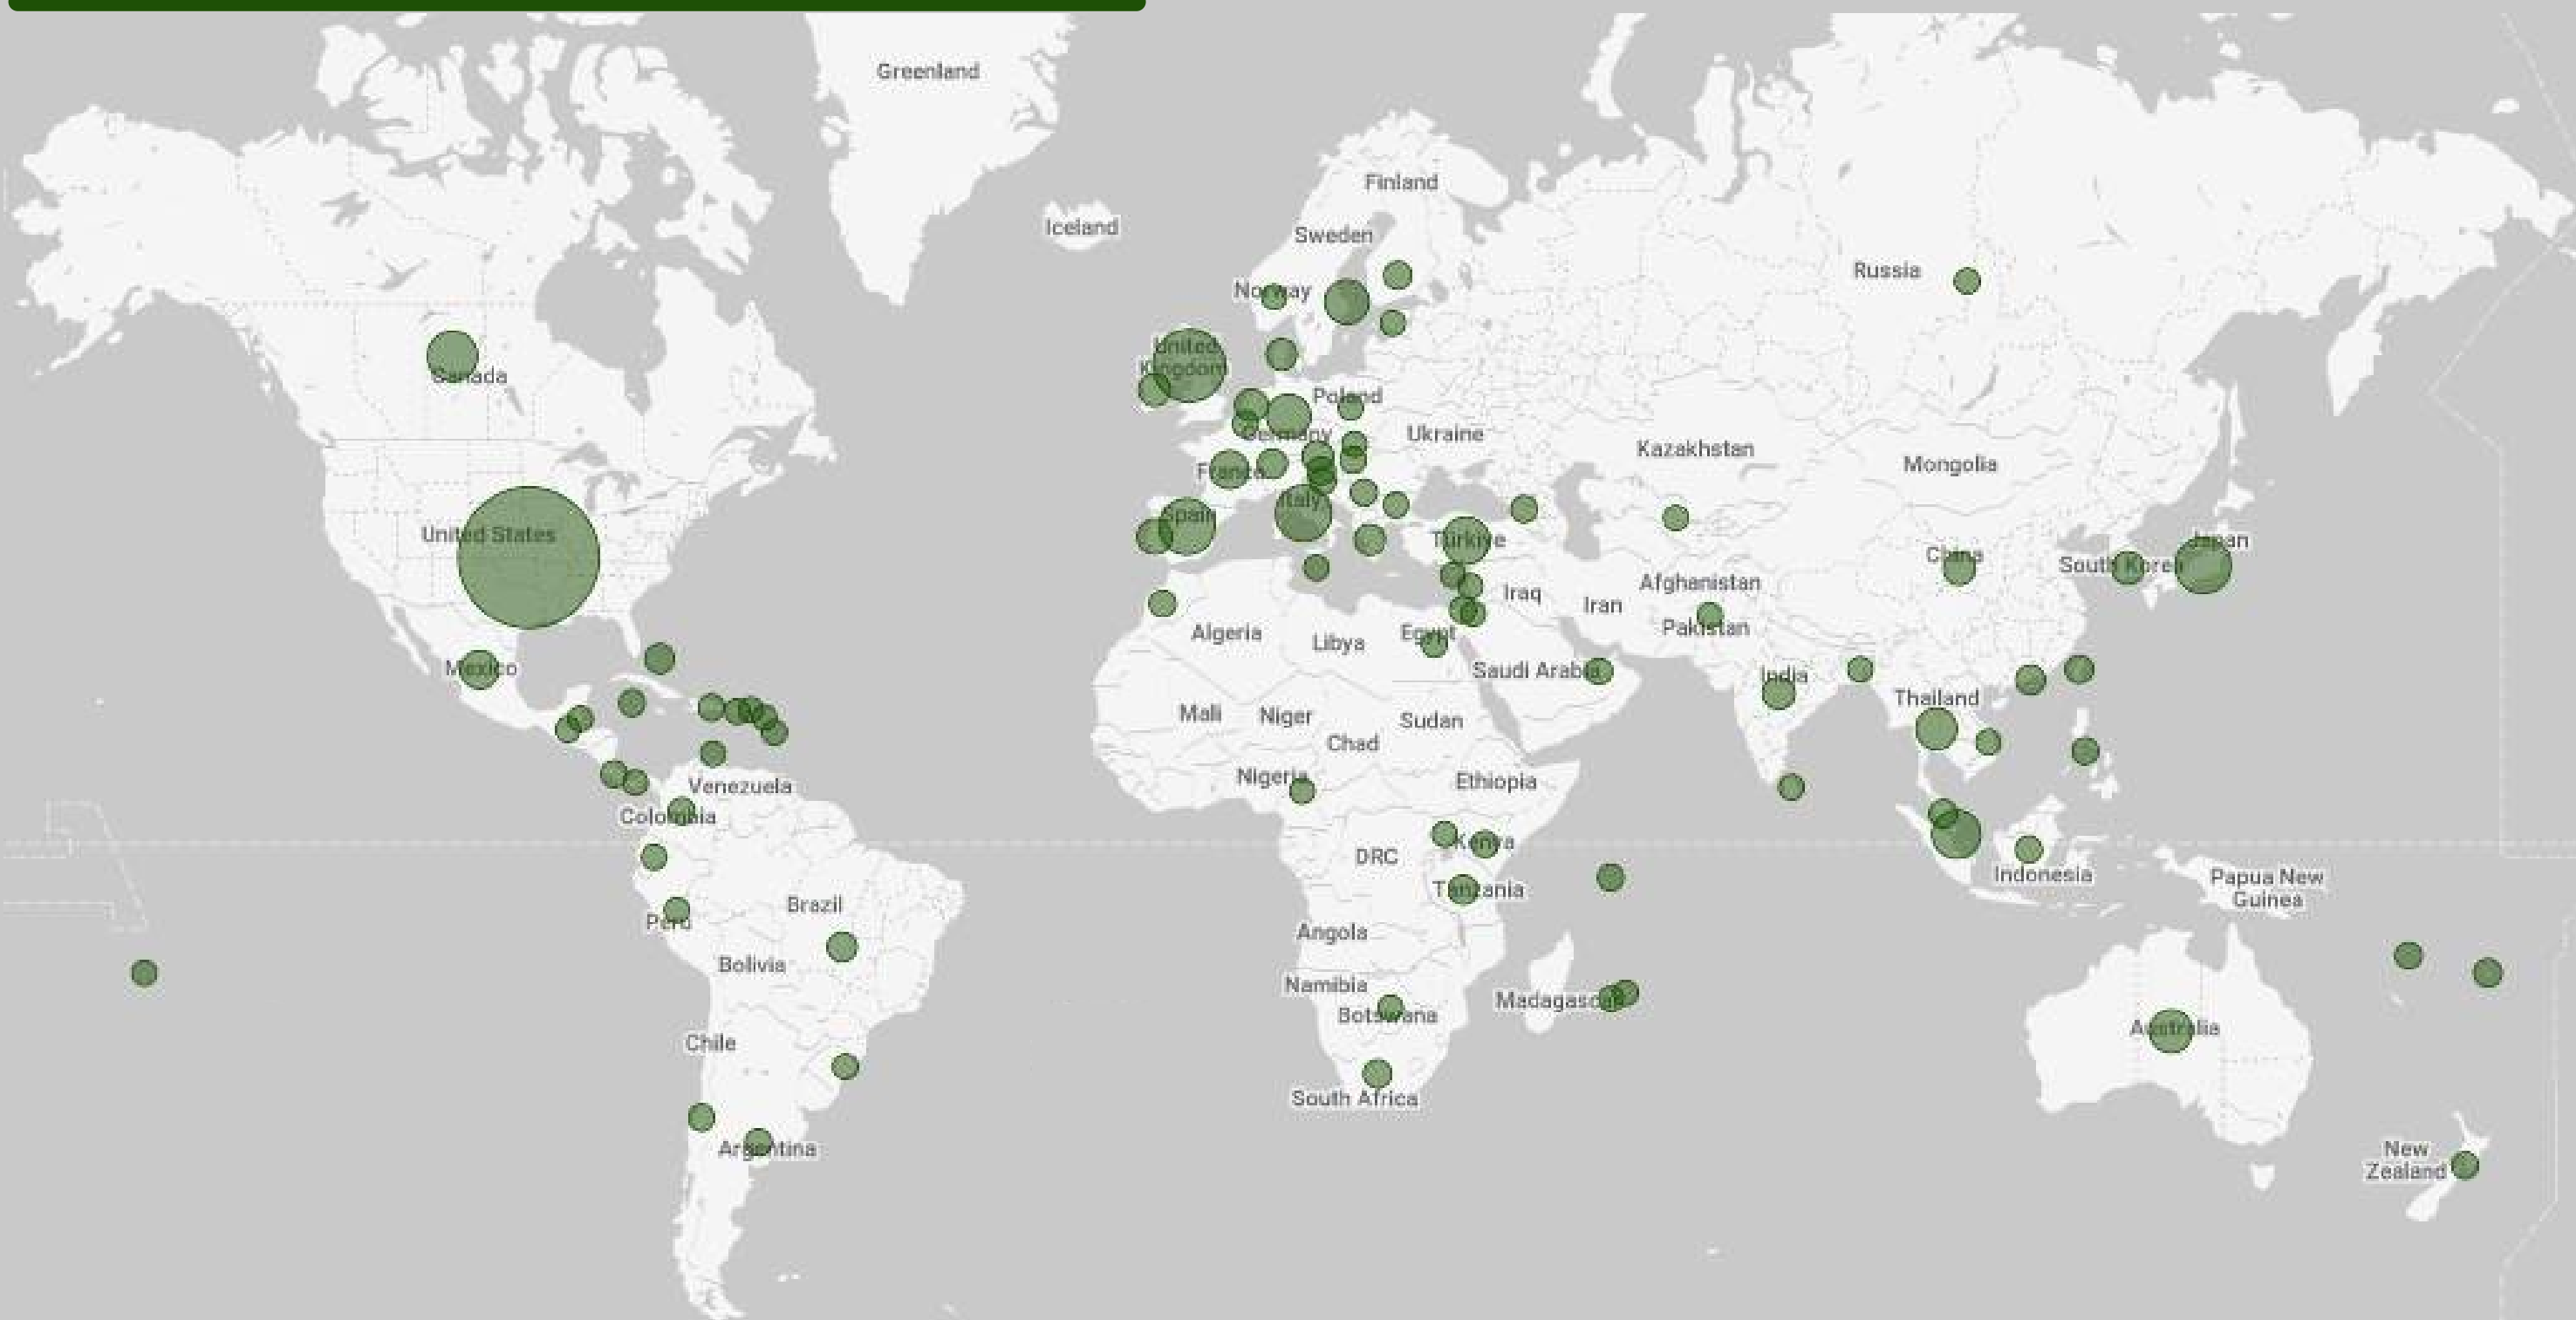 Greenland
Finland
Iceland
Sweden
Russia
Norway
United
Kingdom
Canada
Poland
Germany
Ukraine
Kazakhstan
Mongolia
France
Italy
Spain
United States
Türkiye
Japan
China
South Korea
Afghanistan
Iraq
Iran
Pakistan
Algeria
Libya
Egypt
Saudi Arabia
Mexico
India
Thailand
Mali
Niger
Sudan
Chad
Nigeria
Ethiopia
Venezuela
Colombia
Kenya
DRC
Tanzania
Indonesia
Papua New
Guinea
Brazil
Peru
Angola
Bolivia
Namibia
Madagascar
Botswana
Australia
Chile
South Africa
Argentina
New
Zealand